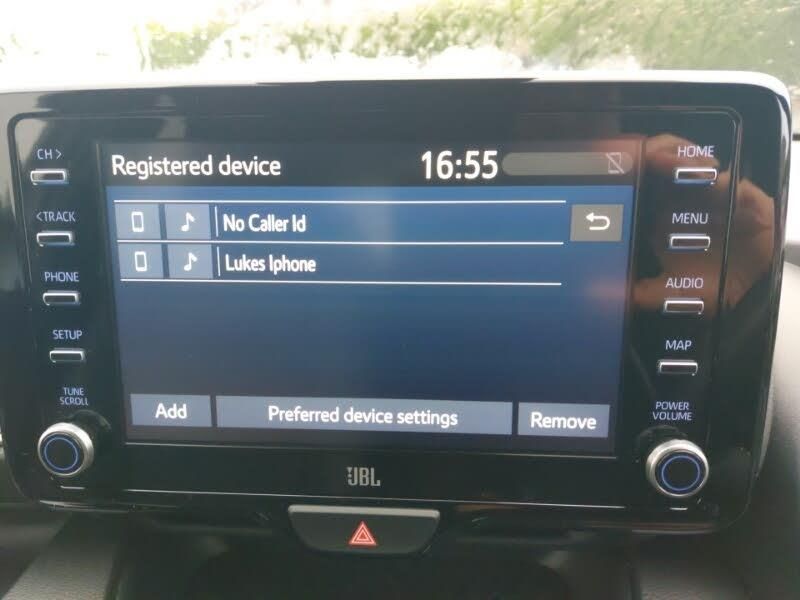 CH >
<TRACK
PHONE
SETUP
TUNE
SCROLL
Registered device
16:55
No Caller Id
Lukes Iphone
Add
Preferred device settings
Remove
HOME
MENU
AUDIO
MAP
POWER
VOLUME
JBL